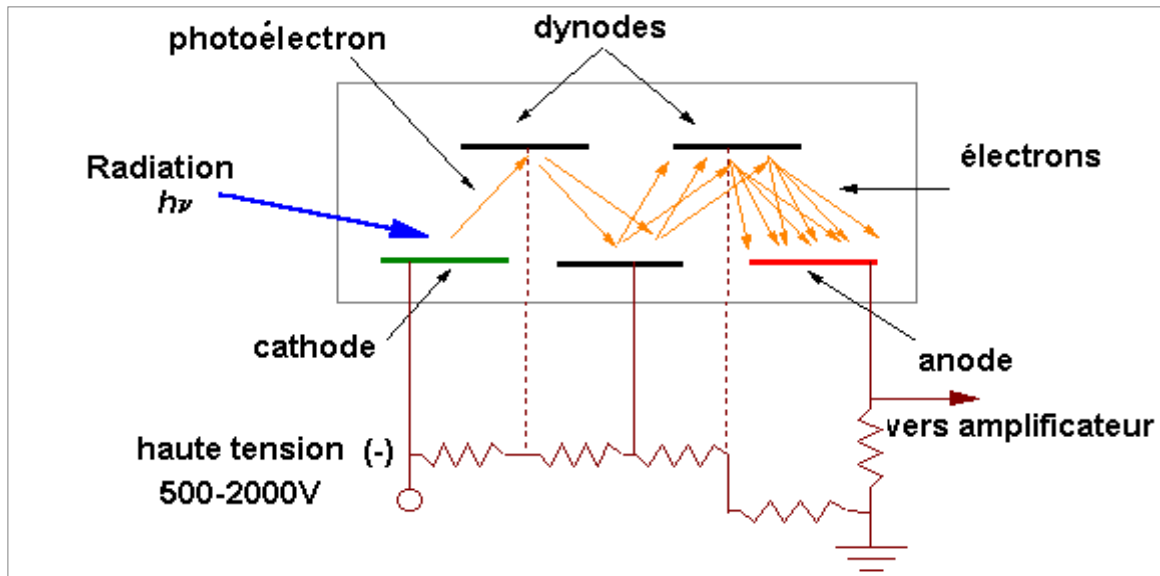 dynodes
photoélectron
électrons
Radiation
hν
cathode
anode
vers amplificateur
haute tension (-)
500-2000V